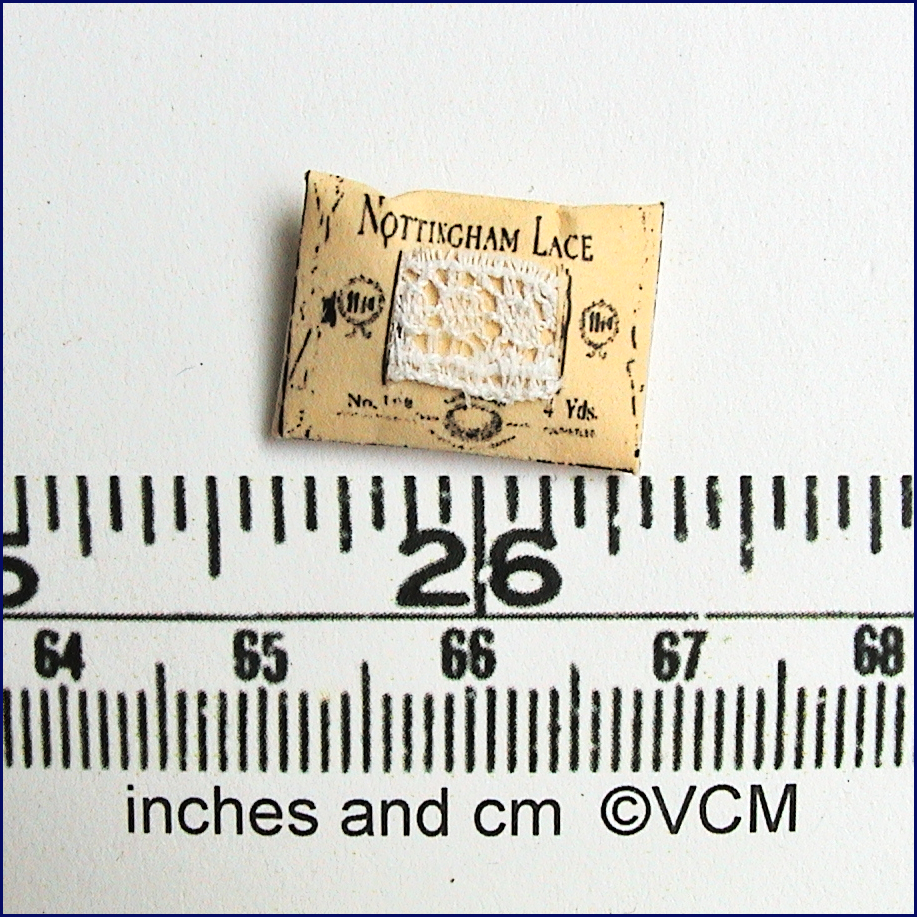 NOTTINGHAM LACE
No. 4 Yds.
26
64 65 66 67 68
inches and cm ©VCM